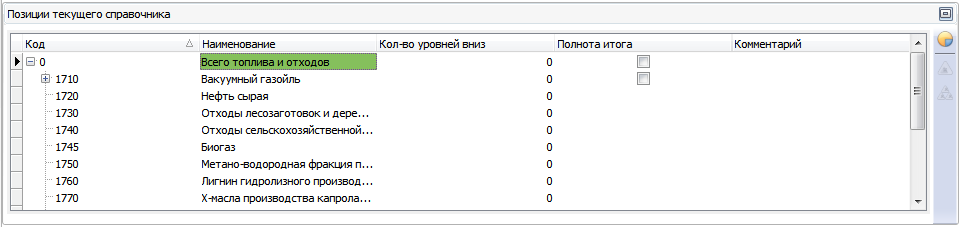 Позиции текущего справочника
Код Наименование Кол-во уровней вниз Полнота итога Комментарий
0 Всего топлива и отходов 0
1710 Вакуумный газойль 0
1720 Нефть сырая 0
1730 Отходы лесозаготовок и дере... 0
1740 Отходы сельскохозяйственной... 0
1745 Биогаз 0
1750 Метано-водородная фракция п... 0
1760 Лигнин гидролизного производ... 0
1770 Х-масла производства капрола... 0